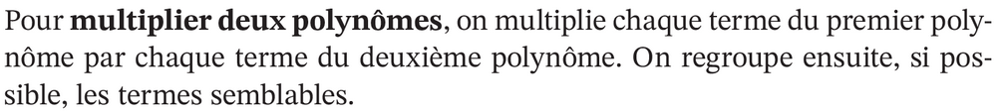 Pour multiplier deux polynômes, on multiplie chaque terme du premier poly-
nôme par chaque terme du deuxième polynôme. On regroupe ensuite, si pos-
sible, les termes semblables.